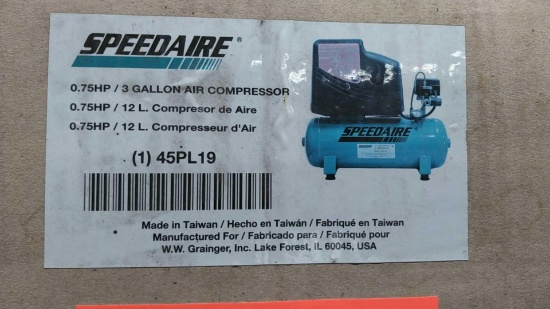 SPEEDAIRE®
0.75HP / 3 GALLON AIR COMPRESSOR
0.75HP / 12 L. Compresor de Aire
0.75HP / 12 L. Compresseur d'Air
SPEEDAIRE
(1) 45PL19
Made in Taiwan / Hecho en Taiwán / Fabriqué en Taiwan
Manufactured For / Fabricado para / Fabriqué pour
W.W. Grainger, Inc. Lake Forest, IL 60045, USA